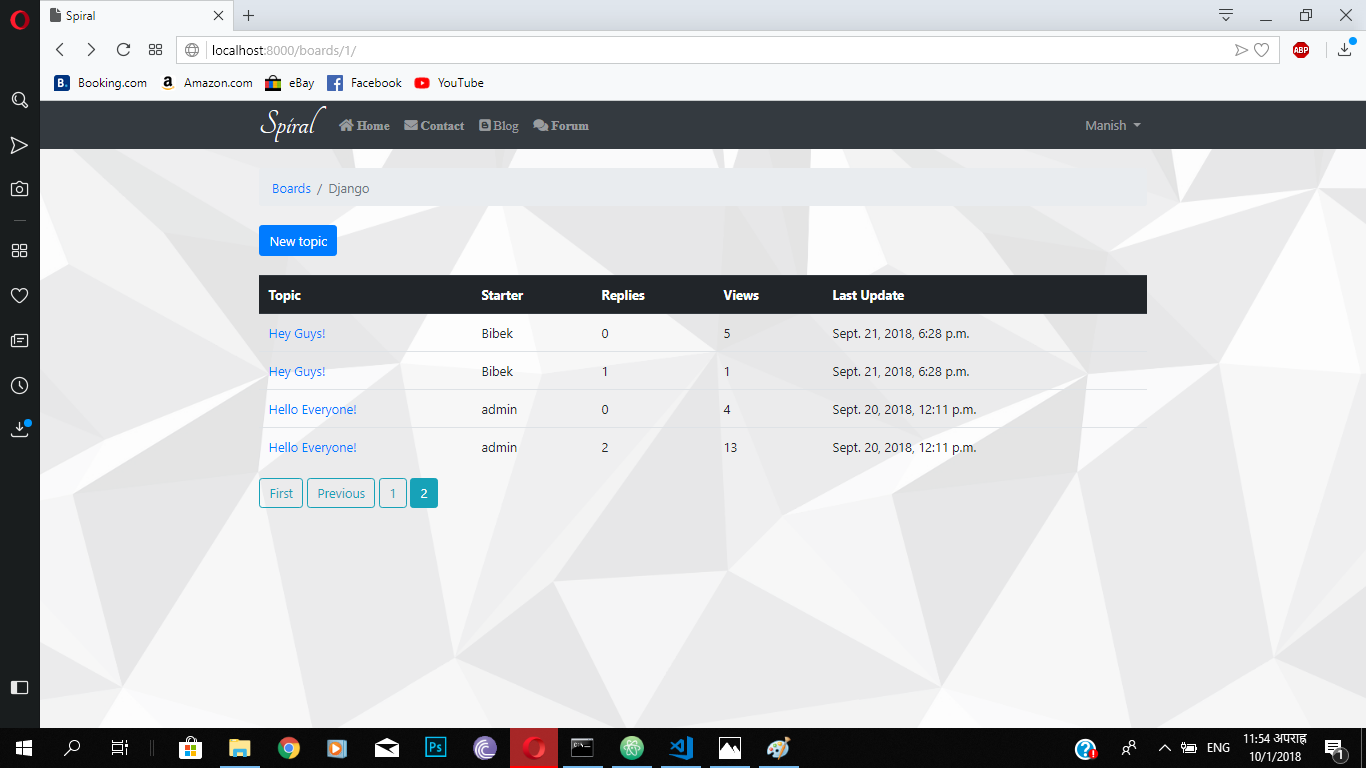 Spiral
localhost:8000/boards/1/
ABP
B. Booking.com a Amazon.com eBay Facebook YouTube
Spiral Home Contact Blog Forum Manish
Boards / Django
New topic
Topic Starter Replies Views Last Update
Hey Guys! Bibek 0 5 Sept. 21, 2018, 6:28 p.m.
Hey Guys! Bibek 1 1 Sept. 21, 2018, 6:28 p.m.
Hello Everyone! admin 0 4 Sept. 20, 2018, 12:11 p.m.
Hello Everyone! admin 2 13 Sept. 20, 2018, 12:11 p.m.
First Previous 1 2
Ps
ENG
11:54 अपराह्न
10/1/2018
1